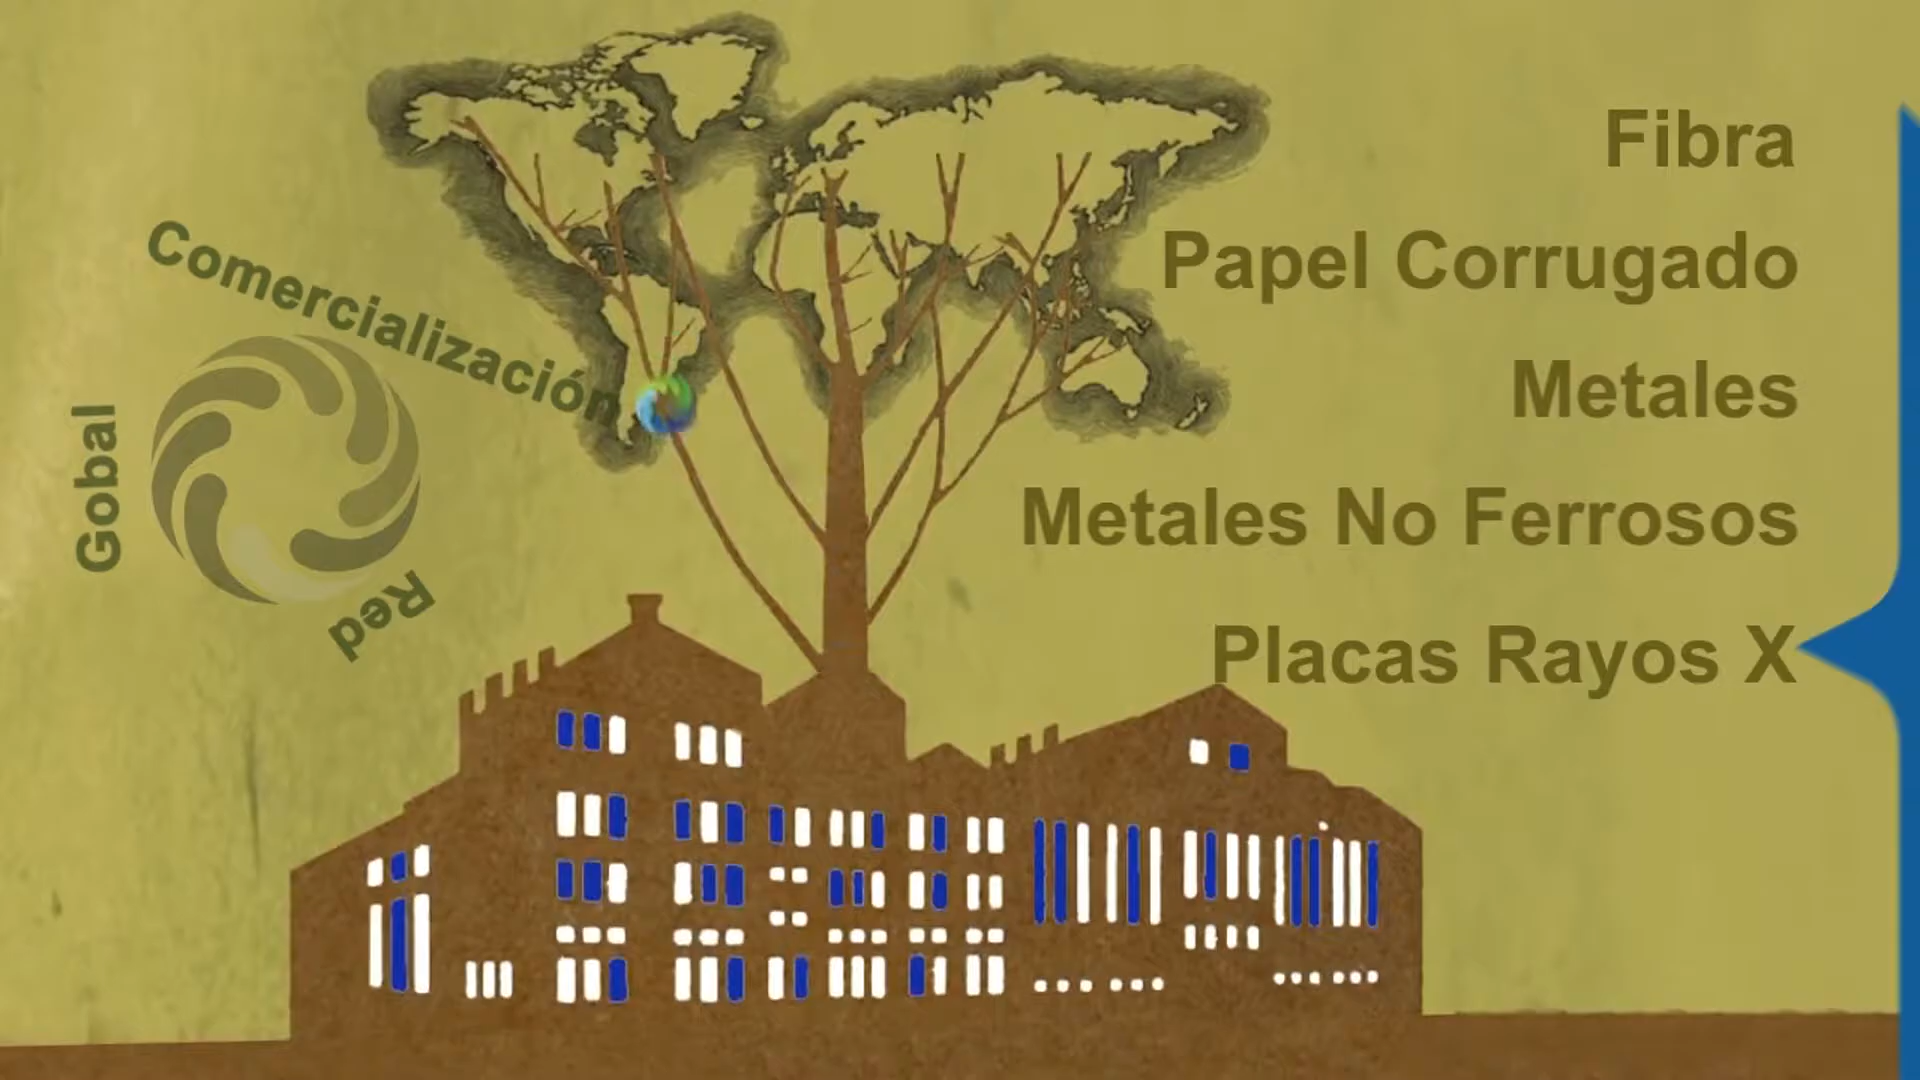 Comercialización
Gobal
Red
Fibra
Papel Corrugado
Metales
Metales No Ferrosos
Placas Rayos X